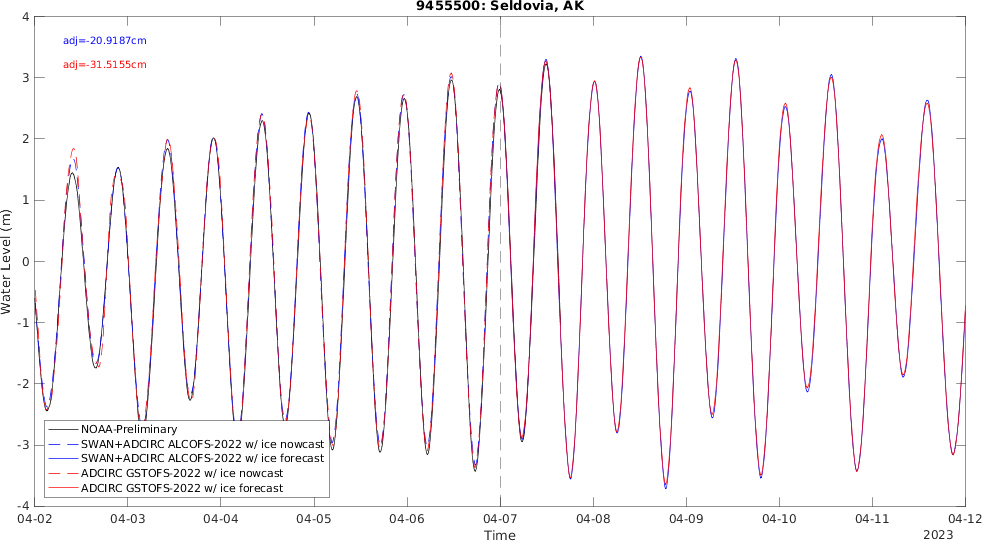 9455500: Seldovia, AK
adj=-20.9187cm
adj=-31.5155cm
4
3
2
1
0
-1
-2
-3
-4
Water Level (m)
NOAA-Preliminary
SWAN+ADCIRC ALCOFS-2022 w/ ice nowcast
SWAN+ADCIRC ALCOFS-2022 w/ ice forecast
ADCIRC GSTOFS-2022 w/ ice nowcast
ADCIRC GSTOFS-2022 w/ ice forecast
04-02 04-03 04-04 04-05 04-06 04-07 04-08 04-09 04-10 04-11 04-12
Time
2023